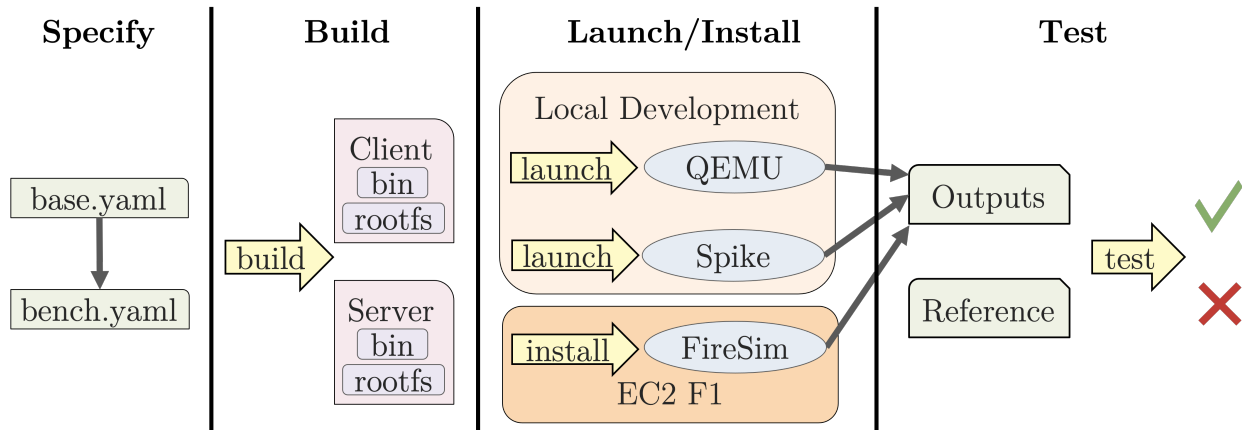 Specify
base.yaml
bench.yaml
Build
build
Client
bin
rootfs
Server
bin
rootfs
Launch/Install
Local Development
launch
QEMU
launch
Spike
install
FireSim
EC2 F1
Test
Outputs
Reference
test